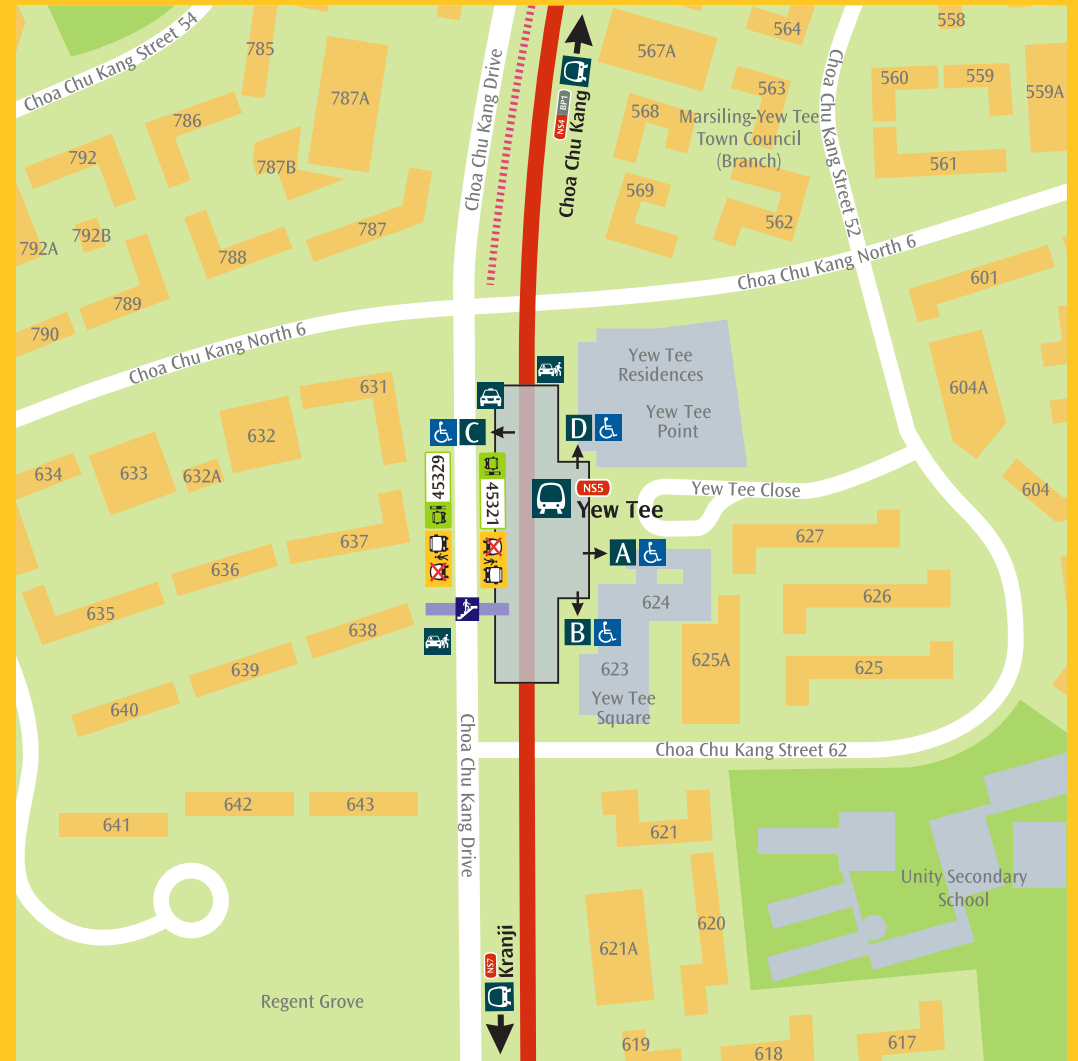 Choa Chu Kang Street 54
785
787A
786
792
787B
792B
792A
788
787
789
790
Choa Chu Kang Drive
NS4
BP1
Choa Chu Kang
567A
564
558
560
559
559A
563
568
Marsiling-Yew Tee
Town Council
(Branch)
561
569
562
Choa Chu Kang Street 52
Choa Chu Kang North 6
601
Choa Chu Kang North 6
631
632
634
633
632A
637
636
635
638
639
640
Yew Tee
Residences
Yew Tee
Point
604A
604
C
D
45329
45321
NS5
Yew Tee
Yew Tee Close
A
B
627
626
624
625A
625
623
Yew Tee
Square
Choa Chu Kang Street 62
Choa Chu Kang Drive
641
642
643
621
Unity Secondary
School
620
621A
NS7
Kranji
Regent Grove
619
618
617